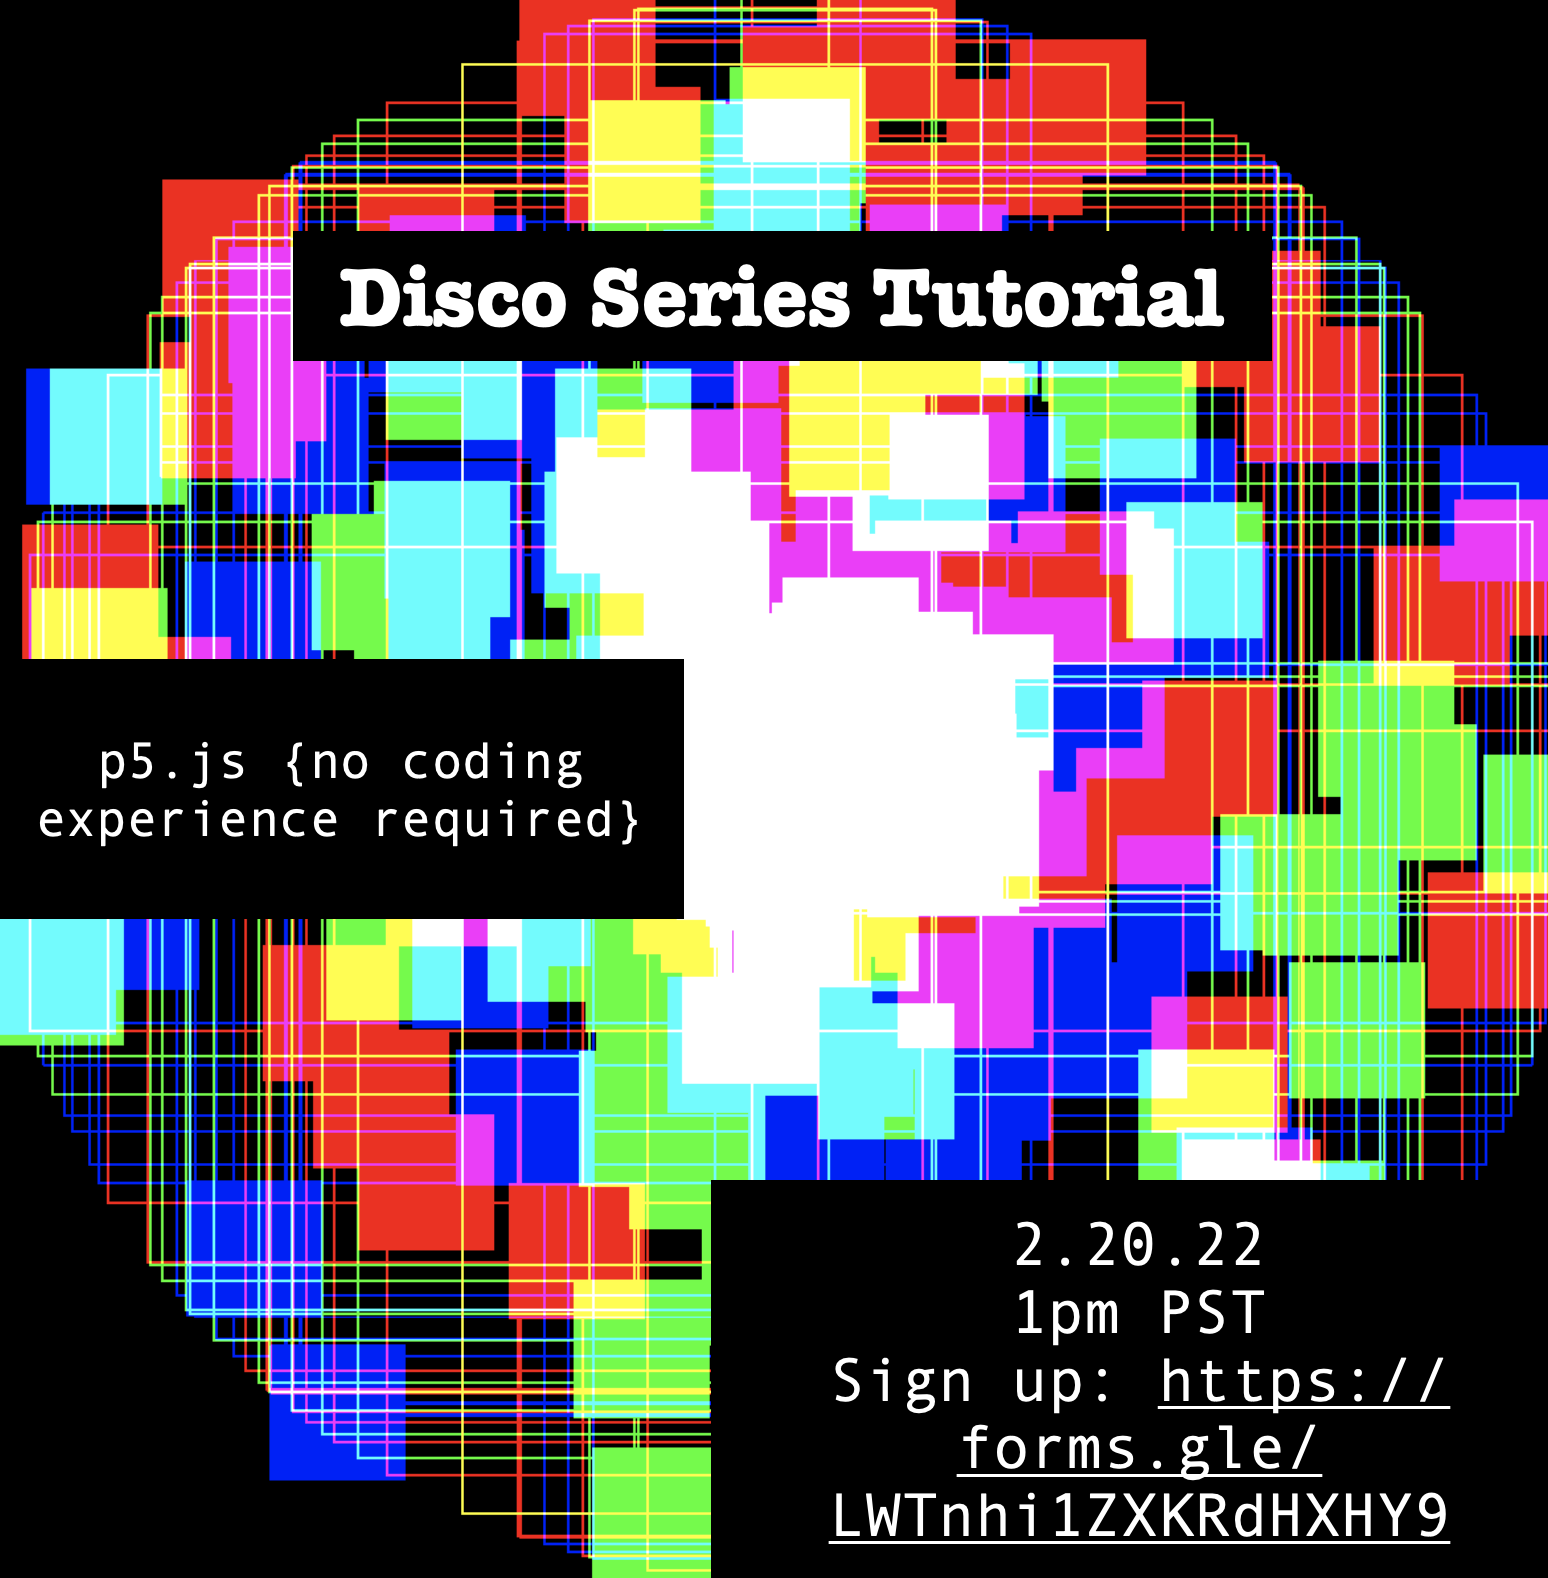 Disco Series Tutorial
p5.js {no coding
experience required}
2.20.22
1pm PST
Sign up: https://
forms.gle/
LWTnhi1ZXKRdHXHY9